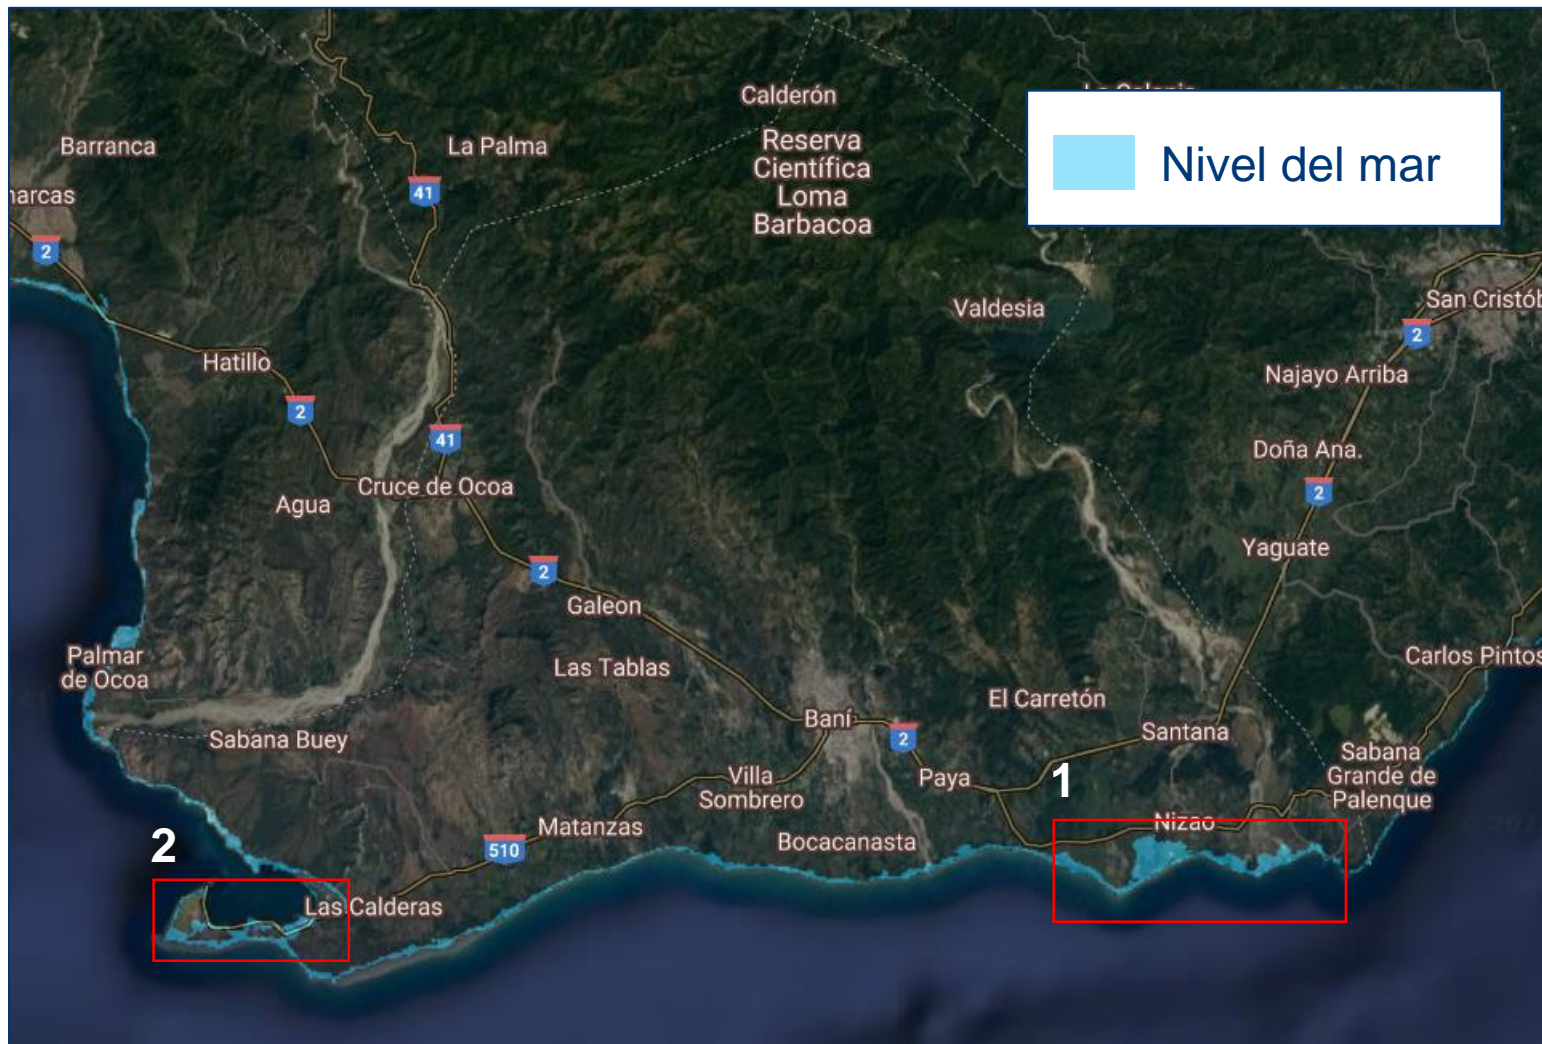 Calderón
Barranca
La Palma
Reserva
Científica
Loma
Barbacoa
Nivel del mar
41
arcas
2
Valdesia
San Cristób
2
Hatillo
Najayo Arriba
2
41
Doña Ana.
Cruce de Ocoa
2
Agua
Yaguate
2
Galeon
Palmar
de Ocoa
Las Tablas
Carlos Pintos
El Carretón
Baní
2
Santana
Sabana Buey
Sabana
Grande de
Palenque
Villa
Sombrero
Paya
1
Matanzas
Nizao
510
Bocacanasta
2
Las Calderas